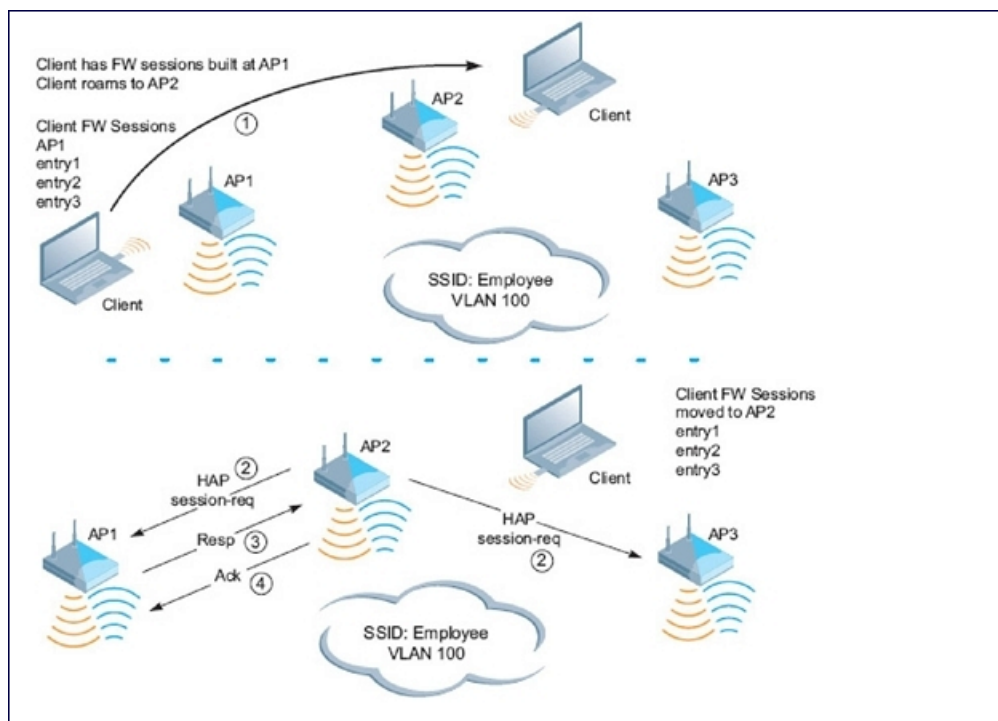 Client has FW sessions built at AP1
Client roams to AP2
Client FW Sessions
AP1
entry1
entry2
entry3
1
AP1
AP2
Client
Client
AP3
SSID: Employee
VLAN 100
Client FW Sessions
moved to AP2
entry1
entry2
entry3
Client
AP2
HAP 2
session-req
AP1
Resp 3
Ack 4
HAP
session-req
2
AP3
SSID: Employee
VLAN 100